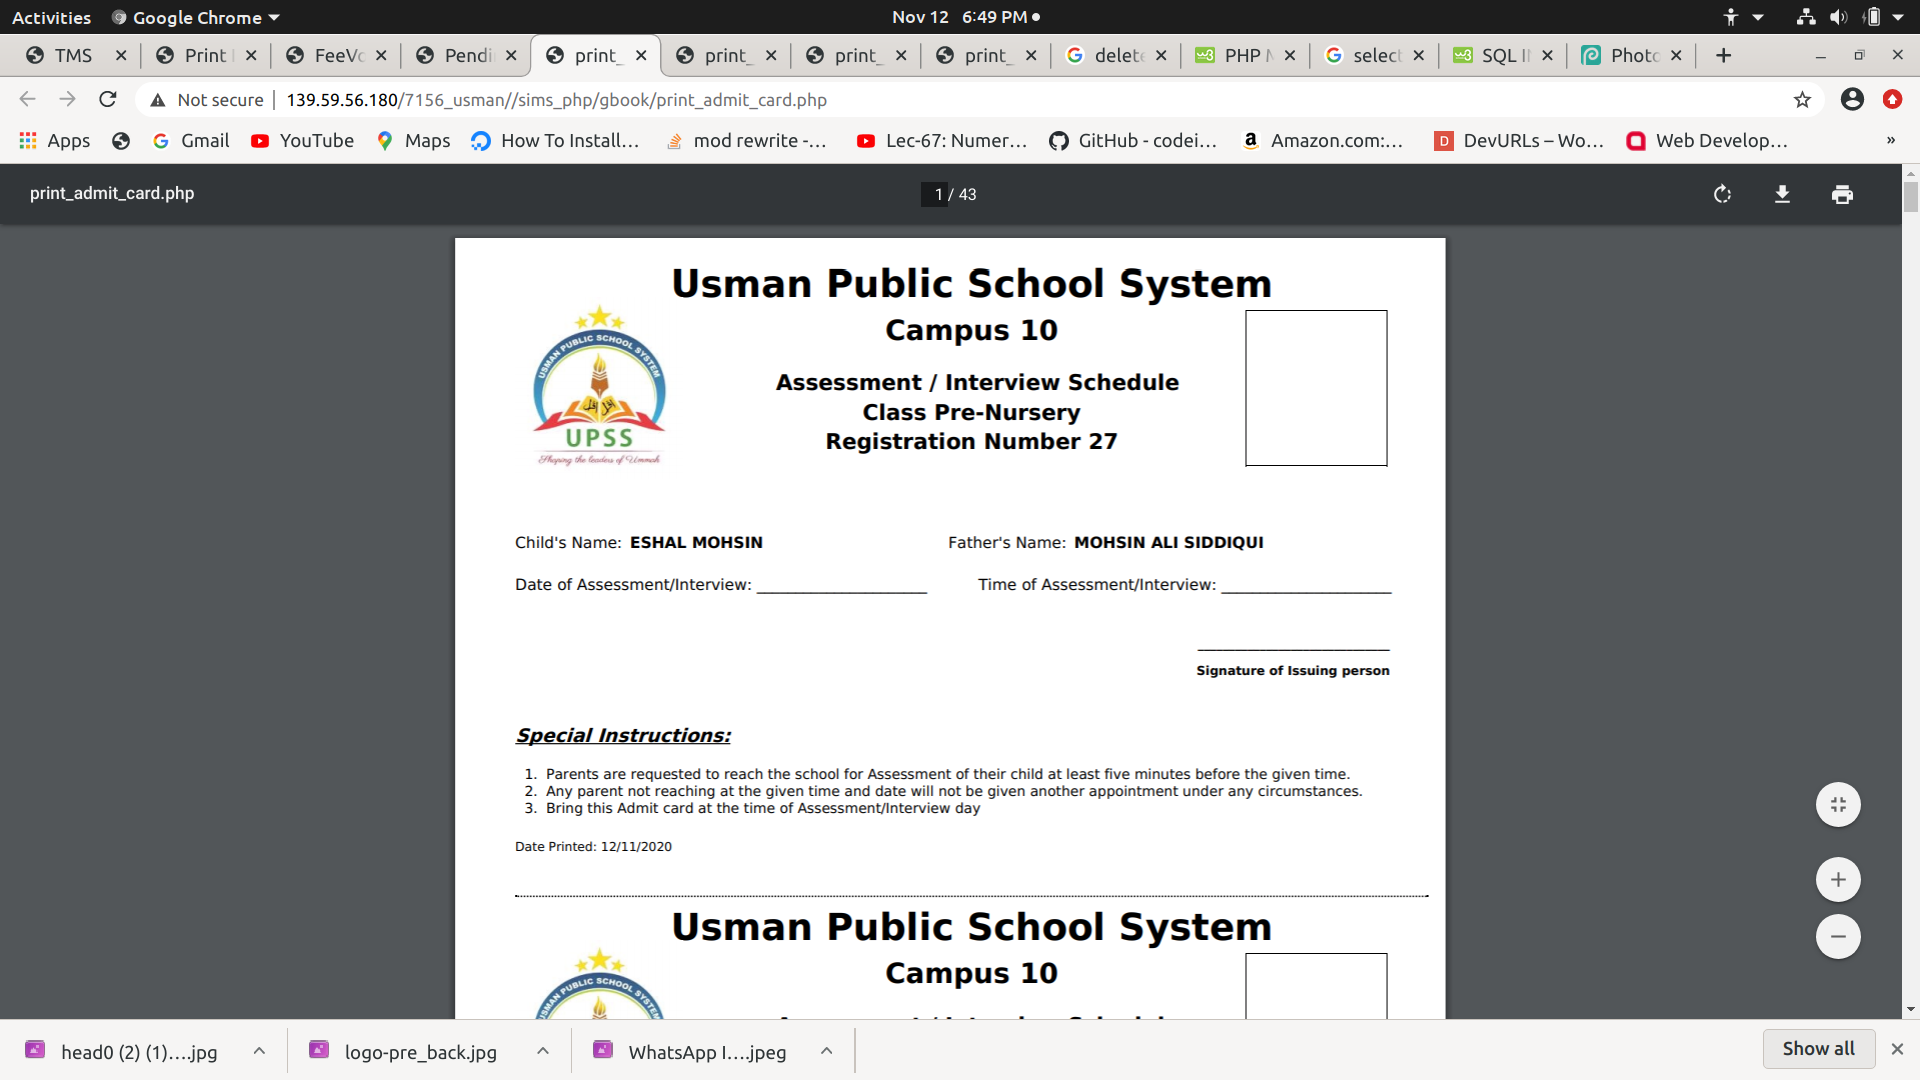 Activities Google Chrome Nov 12 6:49 PM
TMS Print FeeVo Pendi print_ print_ print_ print_ delete PHP select SQL Photo
Not secure 139.59.56.180/7156_usman//sims_php/gbook/print_admit_card.php
Apps Gmail YouTube Maps How To Install... mod rewrite -... Lec-67: Numer... GitHub - codei... Amazon.com:... DevURLs – Wo... Web Develop... »
print_admit_card.php 1 / 43
Usman Public School System
Campus 10
Assessment / Interview Schedule
Class Pre-Nursery
Registration Number 27
USMAN PUBLIC SCHOOL SYSTEM
اقرأ
UPSS
Shaping the leaders of Ummah
Child's Name: ESHAL MOHSIN Father's Name: MOHSIN ALI SIDDIQUI
Date of Assessment/Interview: ____________________ Time of Assessment/Interview: ____________________
Signature of Issuing person
Special Instructions:
1. Parents are requested to reach the school for Assessment of their child at least five minutes before the given time.
2. Any parent not reaching at the given time and date will not be given another appointment under any circumstances.
3. Bring this Admit card at the time of Assessment/Interview day
Date Printed: 12/11/2020
Usman Public School System
Campus 10
USMAN PUBLIC SCHOOL SYSTEM
head0 (2) (1)....jpg logo-pre_back.jpg WhatsApp I....jpeg Show all